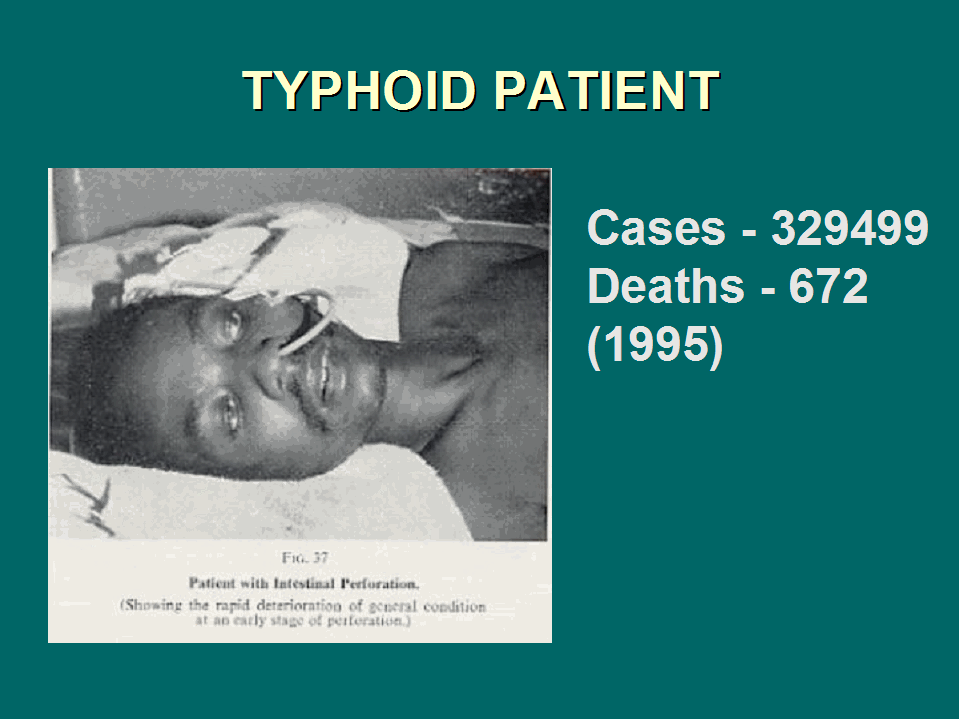 TYPHOID PATIENT
Cases - 329499
Deaths - 672
(1995)
FIG. 37
Patient with Intestinal Perforation.
(Showing the rapid deterioration of general condition
at an early stage of perforation.)